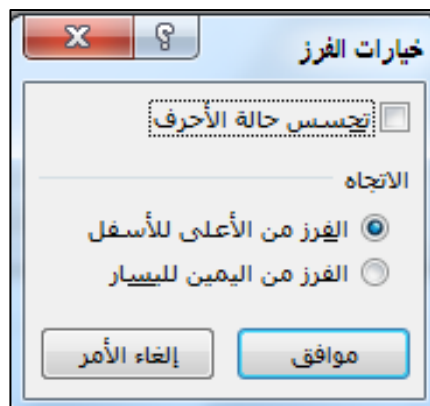 خيارات الفرز
تحسس حالة الأحرف
الاتجاه
الفرز من الأعلى للأسفل
الفرز من اليمين لليسار
موافق
إلغاء الأمر